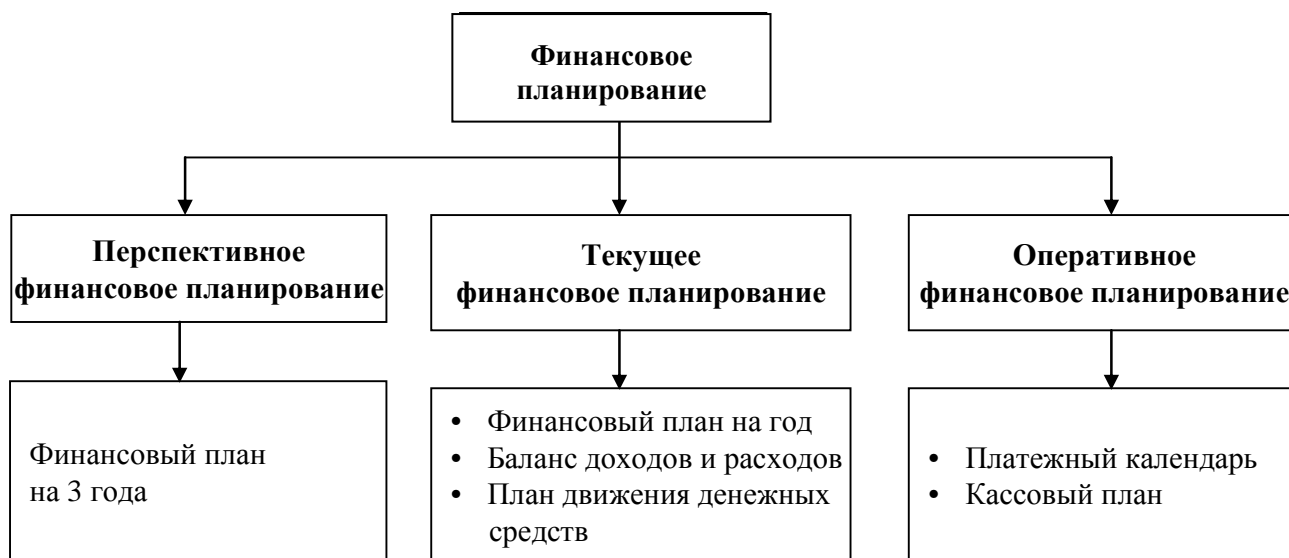 Финансовое
планирование
Перспективное
финансовое планирование
Текущее
финансовое планирование
Оперативное
финансовое планирование
Финансовый план
на 3 года
• Финансовый план на год
• Баланс доходов и расходов
• План движения денежных
средств
• Платежный календарь
• Кассовый план